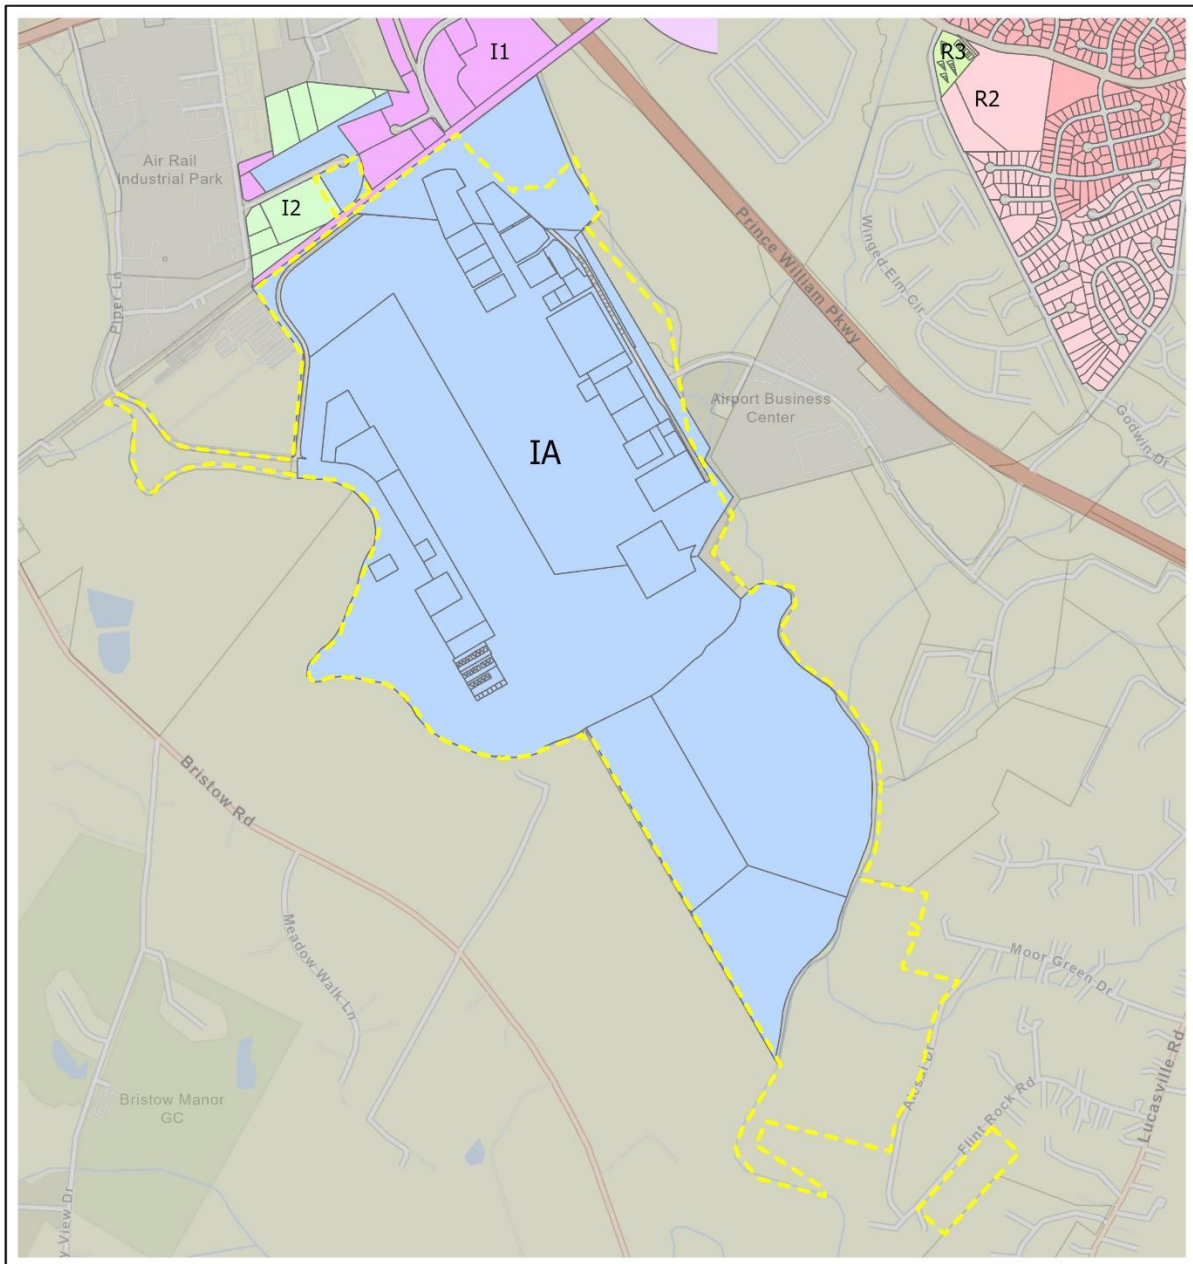 I1
R3
R2
Air Rail
Industrial Park
I2
Piper Ln
Prince William Pkwy
Winged Elm Cir
Airport Business
Center
Godwin Dr
IA
Bristow Rd
Meadow Walk Ln
Moor Green Dr
Alessi Dr
Flint Rock Rd
Lucasville Rd
Bristow Manor
GC
y View Dr